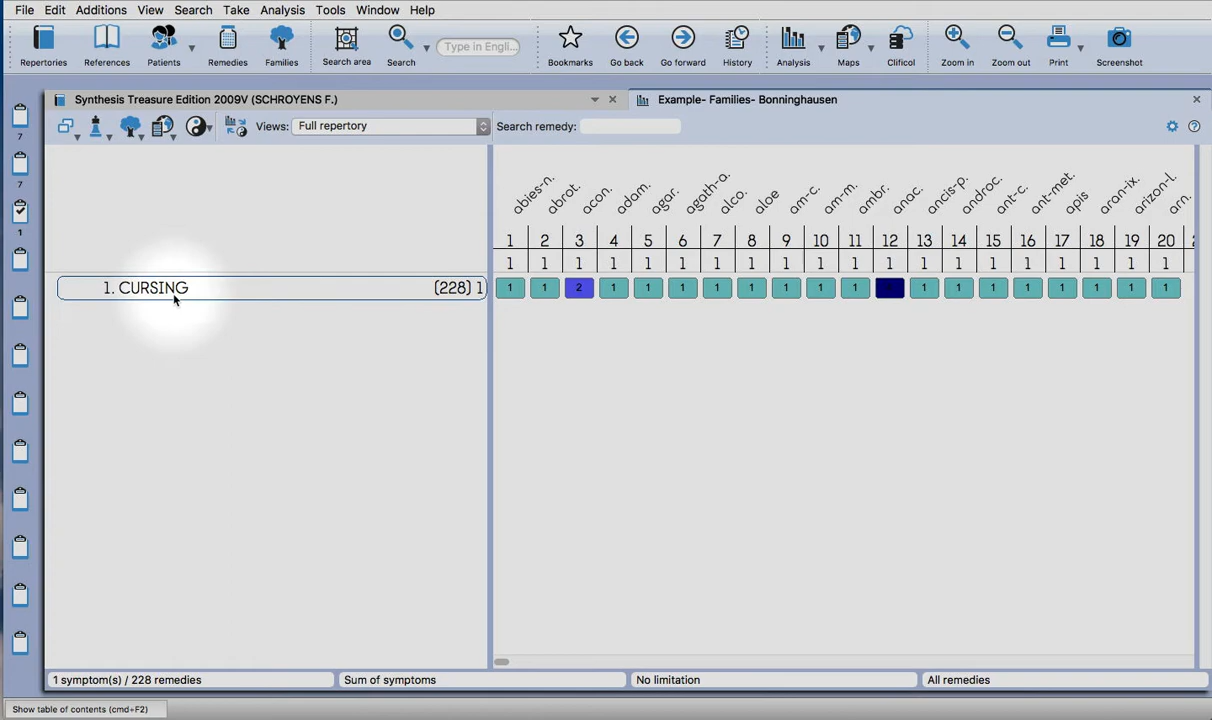 File Edit Additions View Search Take Analysis Tools Window Help
Type in Engli...
Repertories References Patients Remedies Families Search area Search Bookmarks Go back Go forward History Analysis Maps Clificol Zoom in Zoom out Print Screenshot
Synthesis Treasure Edition 2009V (SCHROYENS F.) Example- Families- Bonninghausen
7
Views: Full repertory Search remedy:
7
1
abies-n. abrot. acon. adam. agar. agath-a. alco. aloe am-c. am-m. ambr. anac. ancis-p. androc. ant-c. ant-met. apis aran-ix. arizon-l. arn.
1 2 3 4 5 6 7 8 9 10 11 12 13 14 15 16 17 18 19 20
1 1 1 1 1 1 1 1 1 1 1 1 1 1 1 1 1 1 1 1
1. CURSING (228) 1 1 1 2 1 1 1 1 1 1 1 1 1 1 1 1 1 1 1 1
1 symptom(s) / 228 remedies Sum of symptoms No limitation All remedies
Show table of contents (cmd+F2)